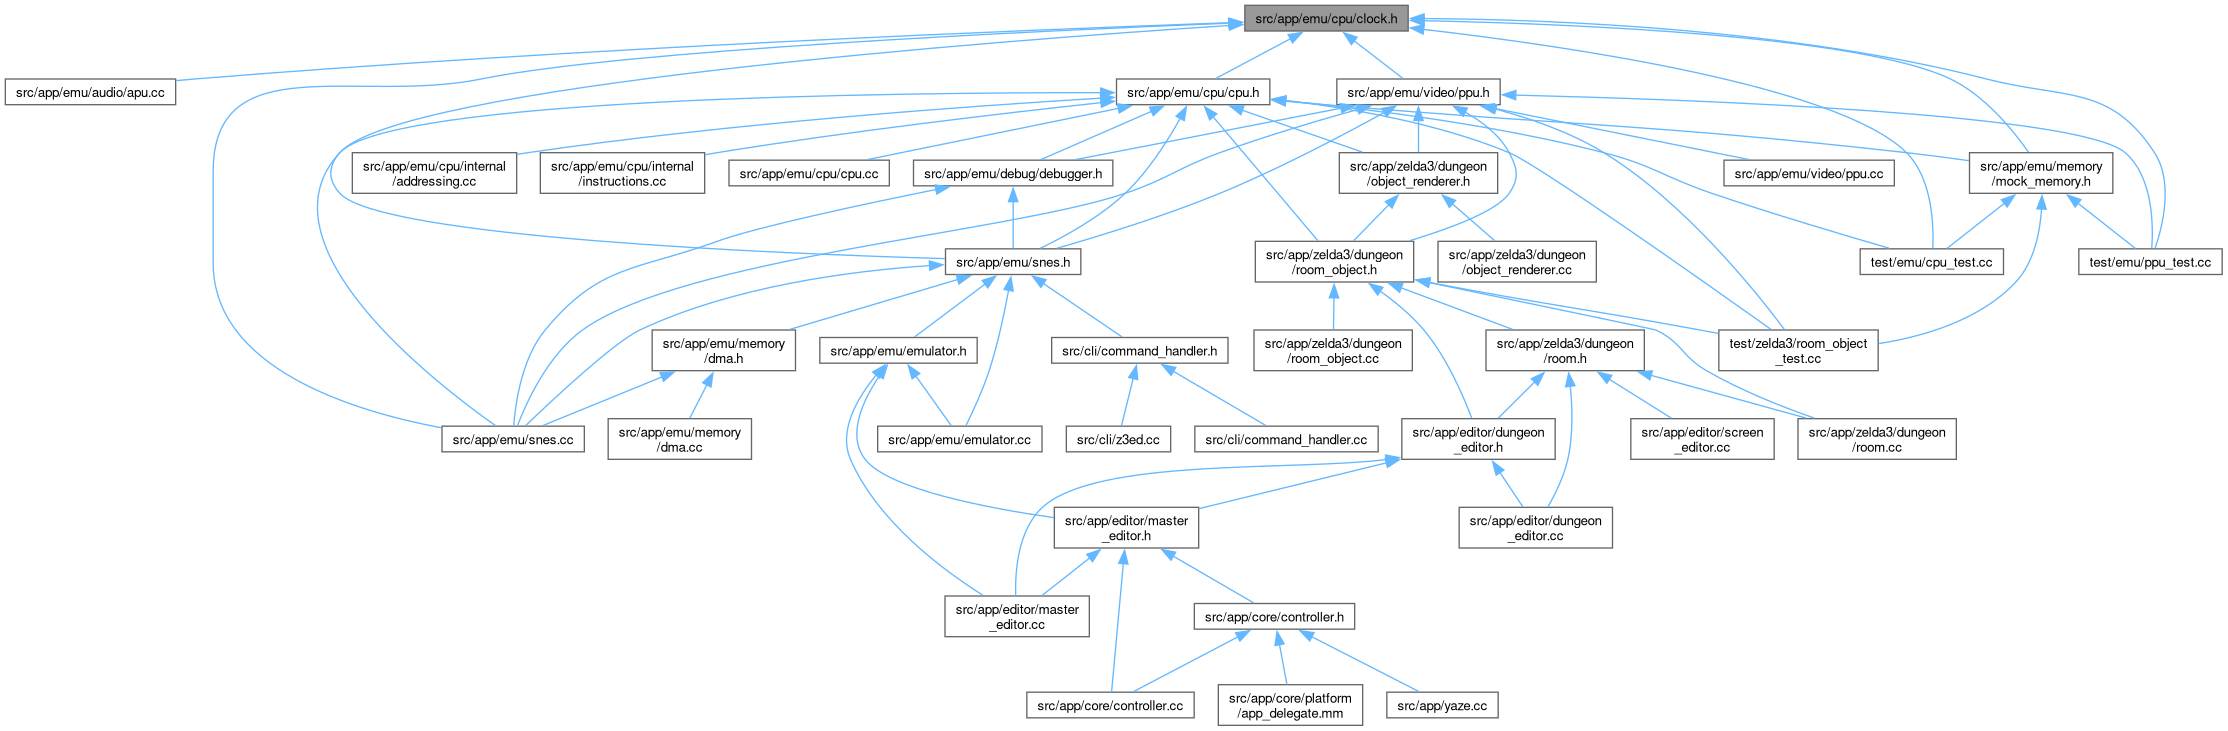 src/app/emu/cpu/clock.h
src/app/emu/audio/apu.cc
src/app/emu/cpu/cpu.h
src/app/emu/video/ppu.h
src/app/emu/cpu/internal
/addressing.cc
src/app/emu/cpu/internal
/instructions.cc
src/app/emu/cpu/cpu.cc
src/app/emu/debug/debugger.h
src/app/zelda3/dungeon
/object_renderer.h
src/app/emu/video/ppu.cc
src/app/emu/memory
/mock_memory.h
src/app/emu/snes.h
src/app/zelda3/dungeon
/room_object.h
src/app/zelda3/dungeon
/object_renderer.cc
test/emu/cpu_test.cc
test/emu/ppu_test.cc
src/app/emu/memory
/dma.h
src/app/emu/emulator.h
src/cli/command_handler.h
src/app/zelda3/dungeon
/room_object.cc
src/app/zelda3/dungeon
/room.h
test/zelda3/room_object
_test.cc
src/app/emu/snes.cc
src/app/emu/memory
/dma.cc
src/app/emu/emulator.cc
src/cli/z3ed.cc
src/cli/command_handler.cc
src/app/editor/dungeon
_editor.h
src/app/editor/screen
_editor.cc
src/app/zelda3/dungeon
/room.cc
src/app/editor/master
_editor.h
src/app/editor/dungeon
_editor.cc
src/app/editor/master
_editor.cc
src/app/core/controller.h
src/app/core/controller.cc
src/app/core/platform
/app_delegate.mm
src/app/yaze.cc